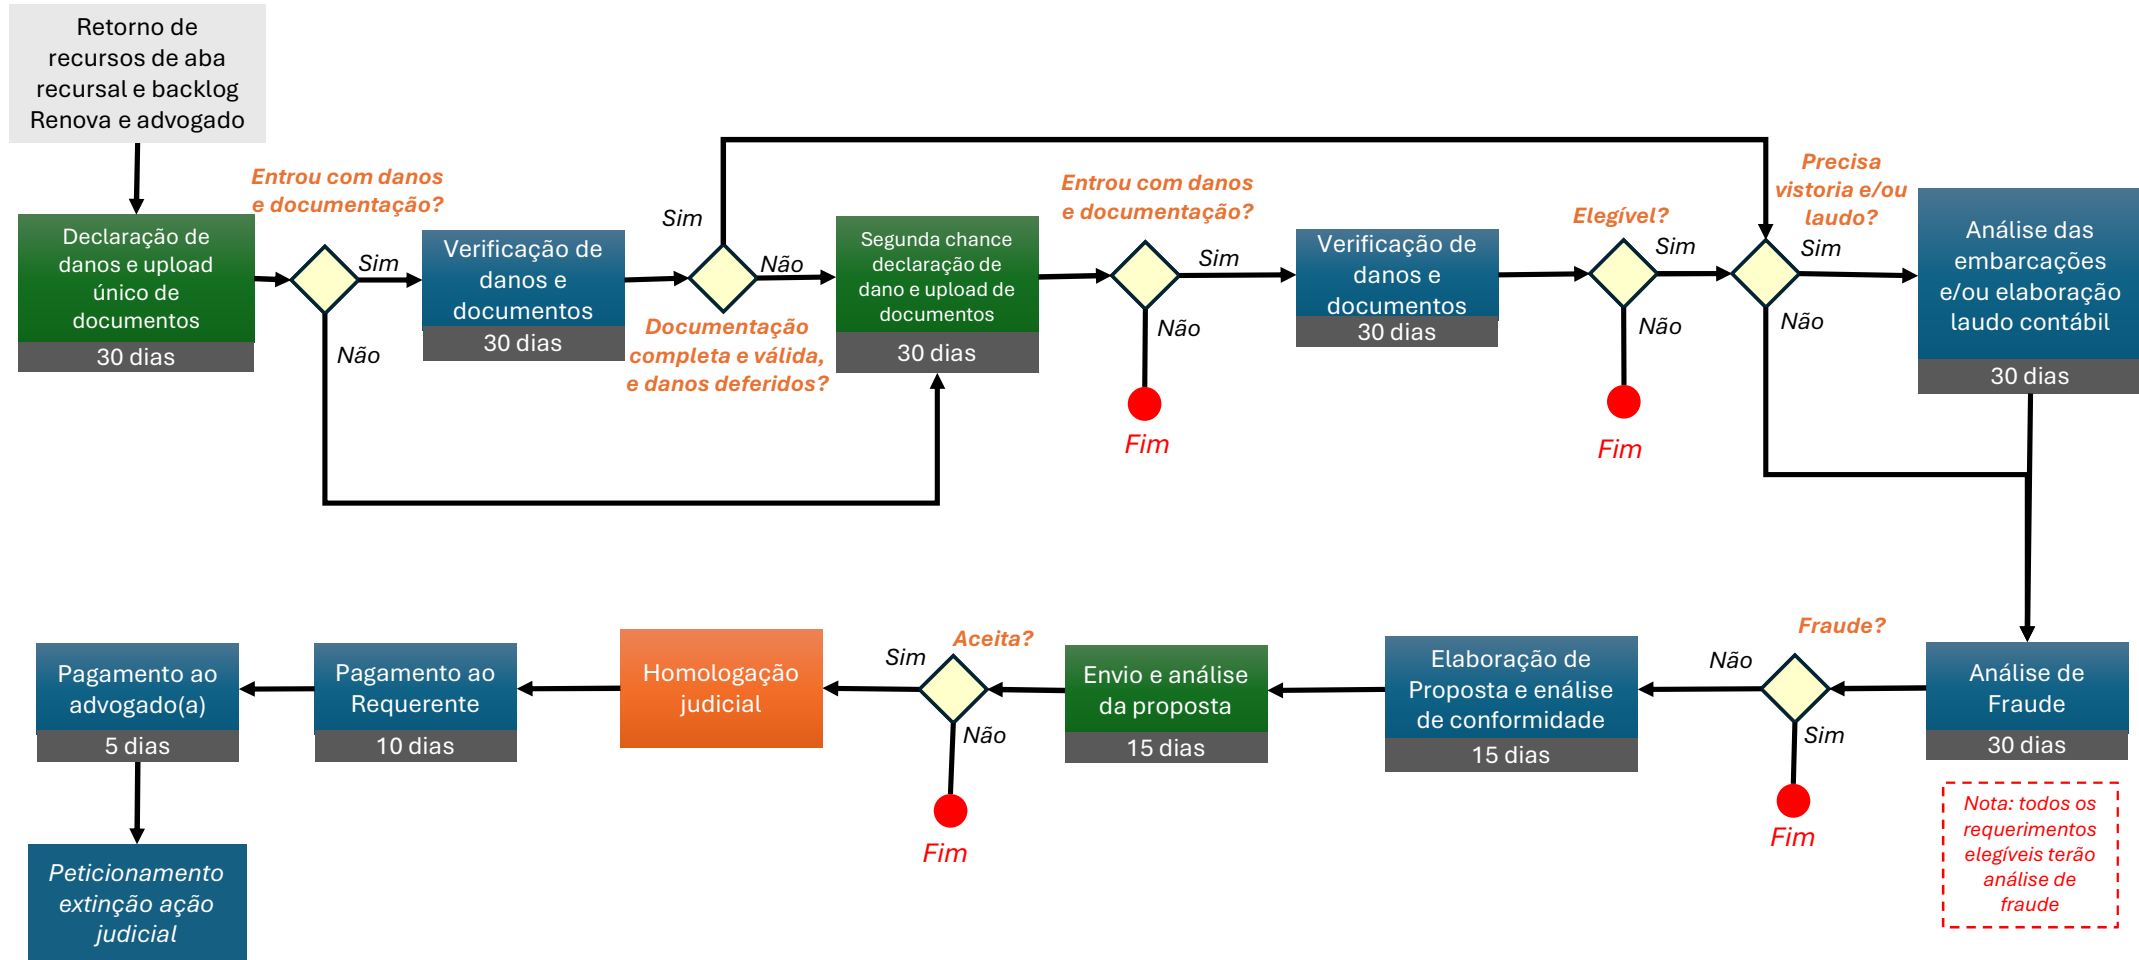 Retorno de
recursos de aba
recursal e backlog
Renova e advogado
Declaração de
danos e upload
único de
documentos
30 dias
Entrou com danos
e documentação?
Sim
Não
Verificação de
danos e
documentos
30 dias
Sim
Não
Documentação
completa e válida,
e danos deferidos?
Segunda chance
declaração de
dano e upload de
documentos
30 dias
Entrou com danos
e documentação?
Sim
Não
Fim
Verificação de
danos e
documentos
30 dias
Elegível?
Sim
Não
Fim
Precisa
vistoria e/ou
laudo?
Sim
Não
Análise das
embarcações
e/ou elaboração
laudo contábil
30 dias
Análise de
Fraude
30 dias
Nota: todos os
requerimentos
elegíveis terão
análise de
fraude
Fraude?
Não
Sim
Fim
Elaboração de
Proposta e enálise
de conformidade
15 dias
Envio e análise
da proposta
15 dias
Aceita?
Sim
Não
Fim
Homologação
judicial
Pagamento ao
Requerente
10 dias
Pagamento ao
advogado(a)
5 dias
Peticionamento
extinção ação
judicial